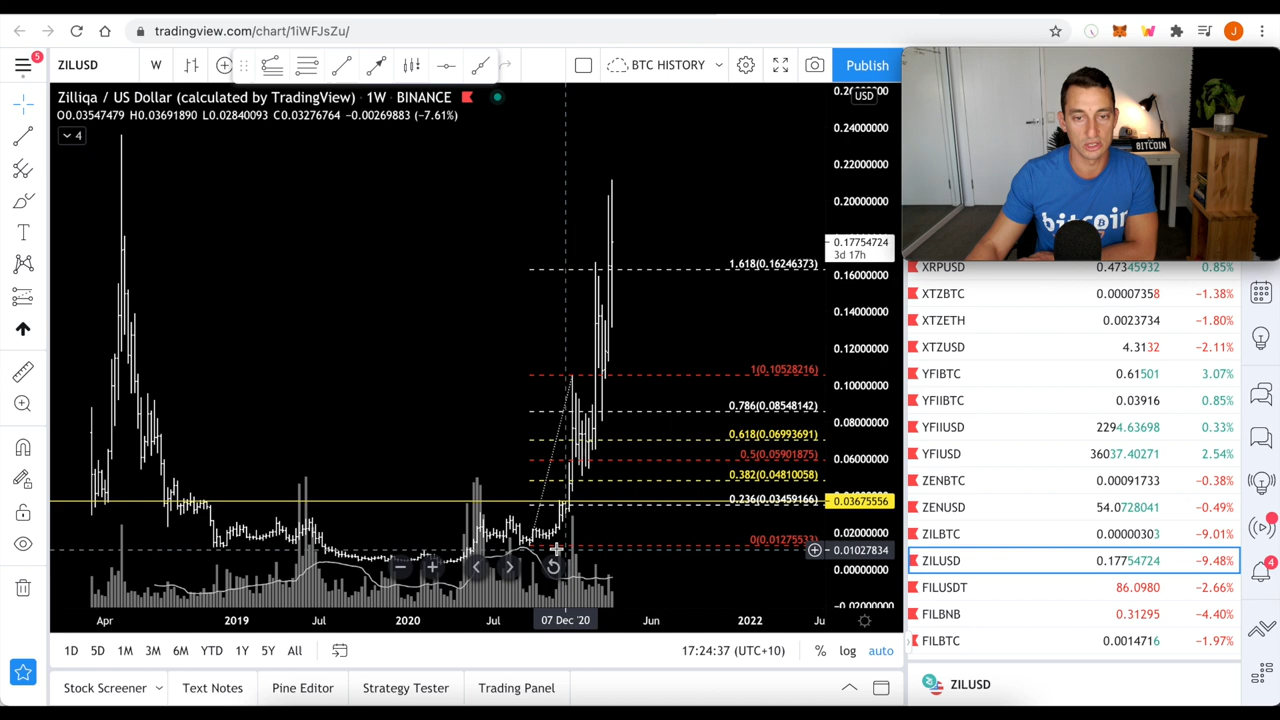 tradingview.com/chart/1iWFJsZu/
5
ZILUSD
W
BTC HISTORY
Publish
Zilliqa / US Dollar (calculated by TradingView) · 1W · BINANCE
O0.03547479 H0.03691890 L0.02840093 C0.03276764 −0.00269883 (−7.61%)
4
USD
0.24000000
0.22000000
0.20000000
0.17754724
3d 17h
0.16000000
0.14000000
0.12000000
0.10000000
0.08000000
0.06000000
0.03675556
0.02000000
0.01027834
0.00000000
1.618(0.16246373)
1(0.10528216)
0.786(0.08548142)
0.618(0.06993691)
0.5(0.05901875)
0.382(0.04810058)
0.236(0.03459166)
0(0.01275533)
Apr
2019
Jul
2020
Jul
07 Dec '20
Jun
2022
Ju
1D 5D 1M 3M 6M YTD 1Y 5Y All
17:24:37 (UTC+10)
% log auto
Stock Screener
Text Notes
Pine Editor
Strategy Tester
Trading Panel
J
BITCOIN
bitcoin
XRPUSD 0.47345932 0.85%
XTZBTC 0.00007358 −1.38%
XTZETH 0.0023734 −1.80%
XTZUSD 4.3132 −2.11%
YFIBTC 0.61501 3.07%
YFIIBTC 0.03916 0.85%
YFIIUSD 2294.63698 0.33%
YFIUSD 36037.40271 2.54%
ZENBTC 0.00091733 −0.38%
ZENUSD 54.0728041 −0.49%
ZILBTC 0.00000303 −9.01%
ZILUSD 0.17754724 −9.48%
FILUSDT 86.0980 −2.66%
FILBNB 0.31295 −4.40%
FILBTC 0.0014716 −1.97%
4
ZILUSD